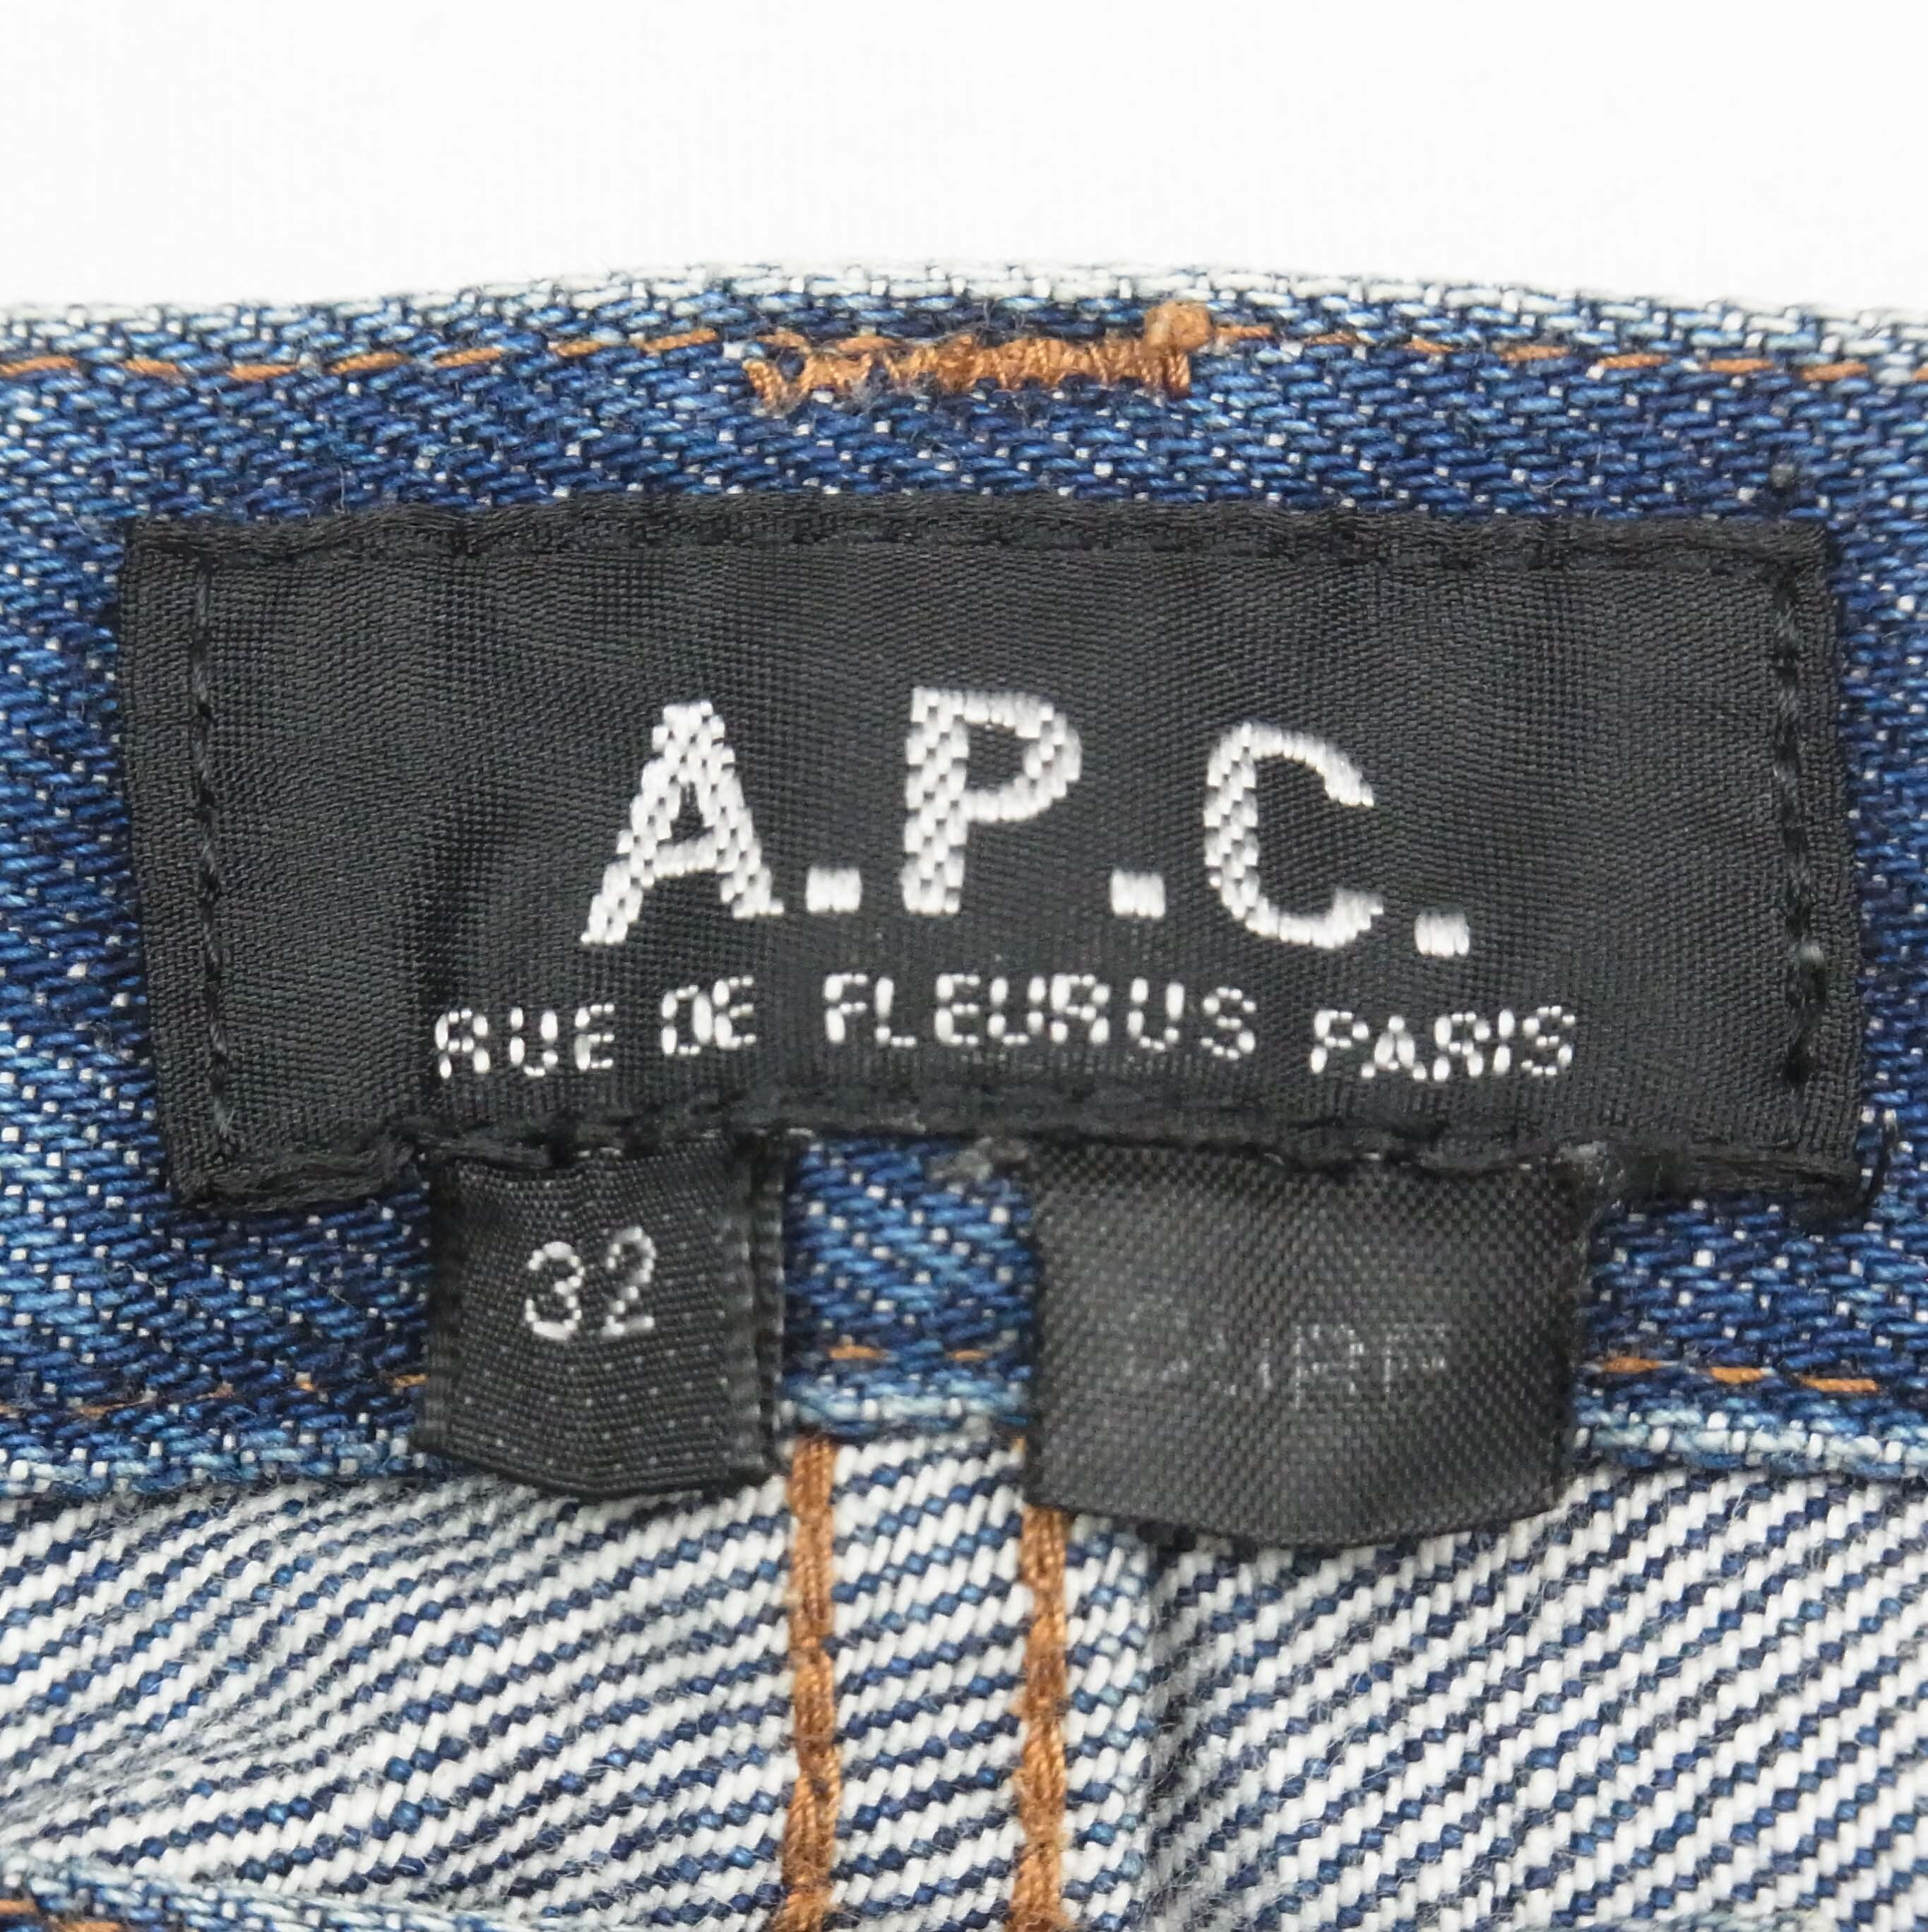 A.P.C.
RUE DE FLEURUS PARIS
32